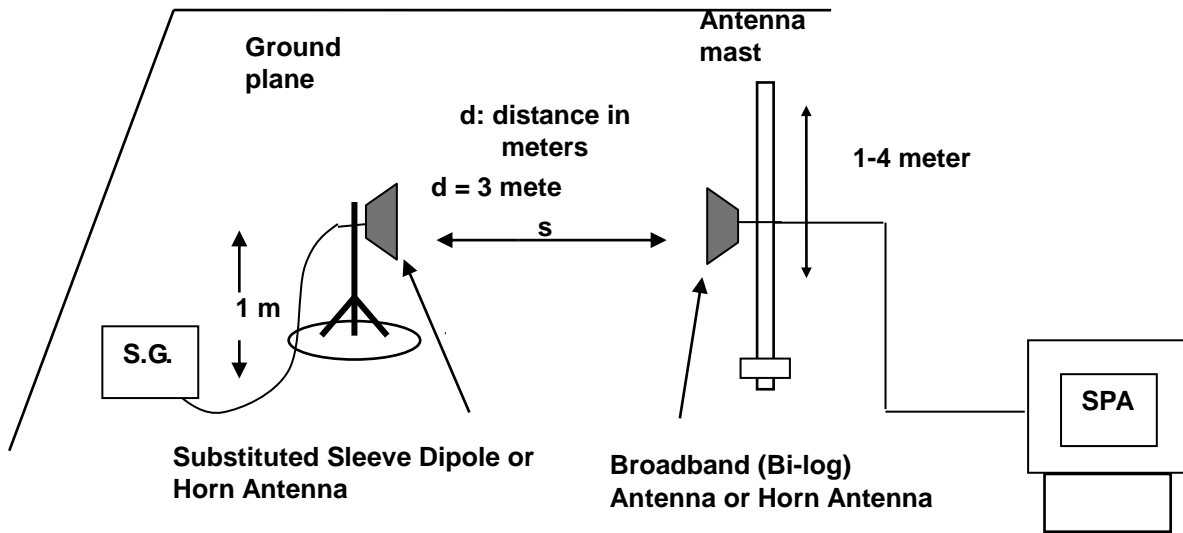 Antenna
mast
Ground
plane
d: distance in
meters
d = 3 mete
s
1-4 meter
1 m
S.G.
SPA
Substituted Sleeve Dipole or
Horn Antenna
Broadband (Bi-log)
Antenna or Horn Antenna